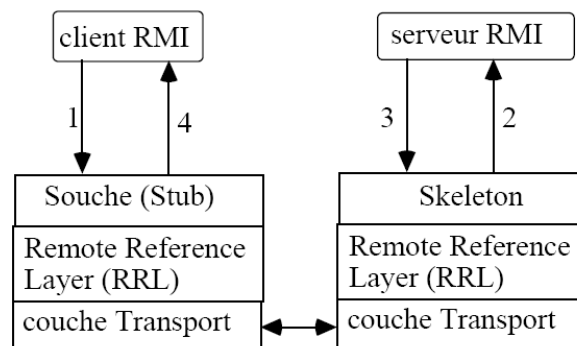 client RMI
serveur RMI
1
4
3
2
Souche (Stub)
Skeleton
Remote Reference
Layer (RRL)
Remote Reference
Layer (RRL)
couche Transport
couche Transport